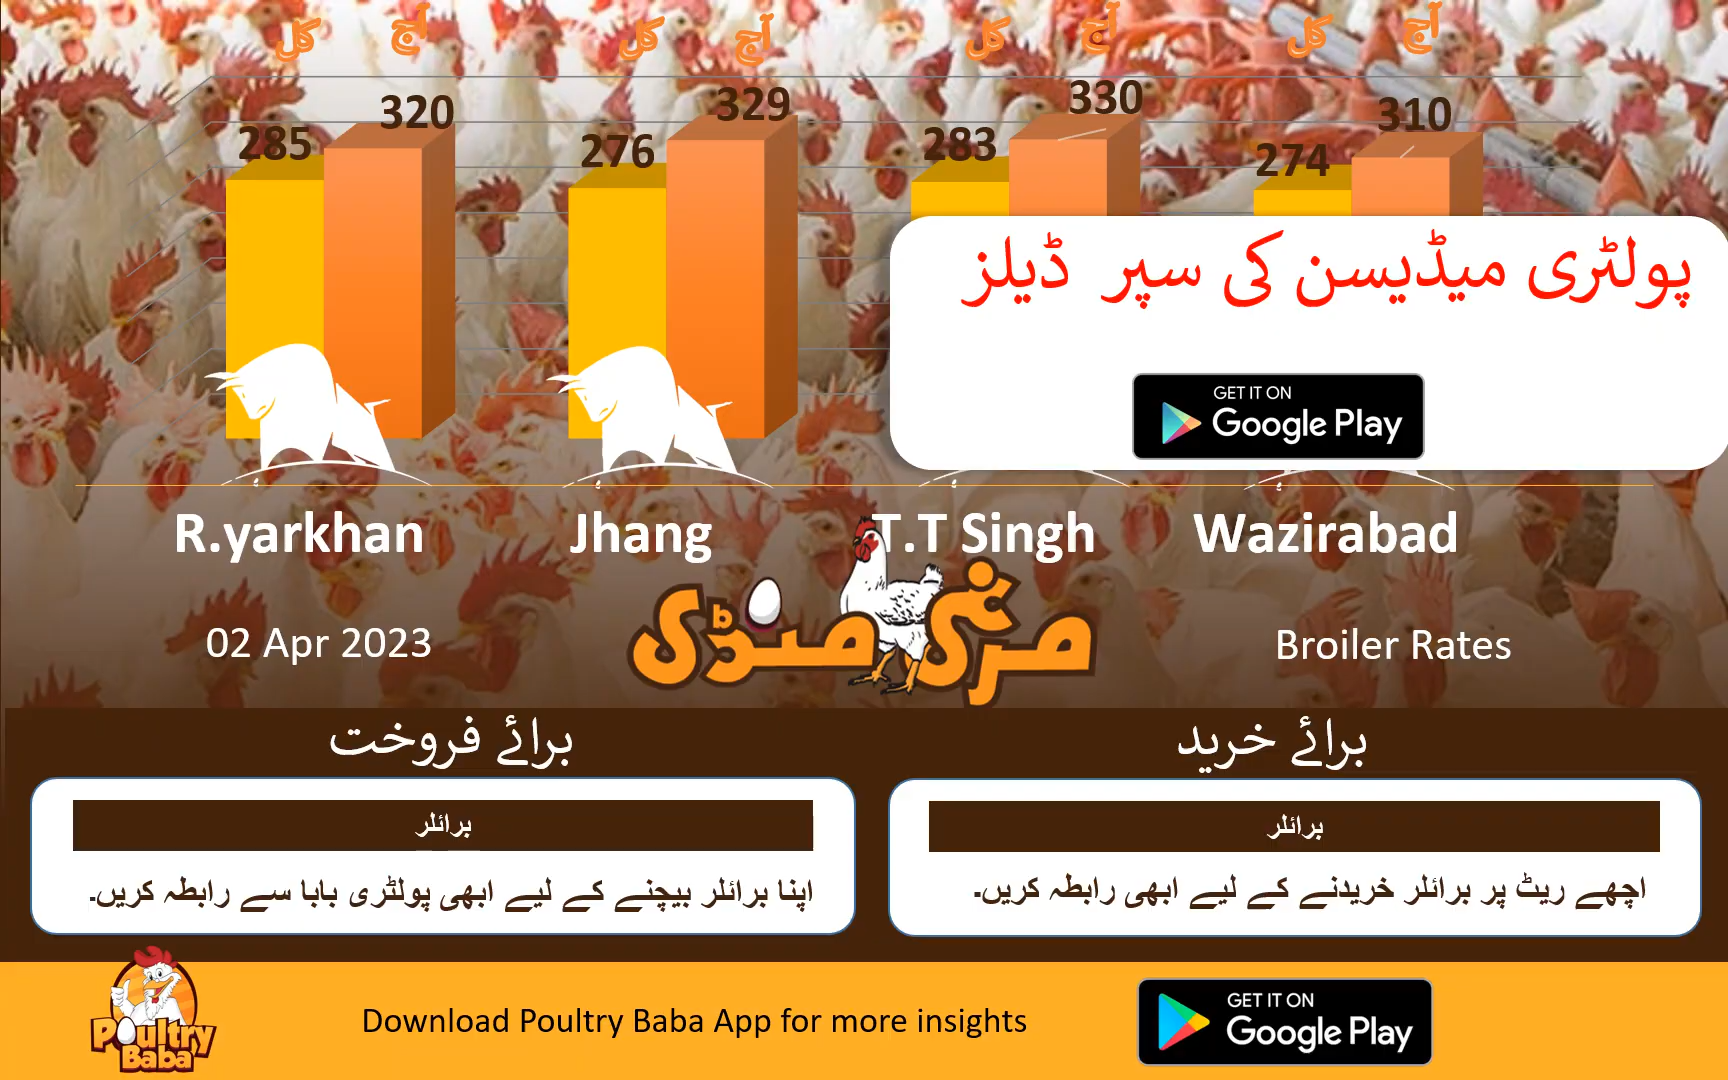 کل آج کل آج کل آج کل آج
285 320 276 329 283 330 274 310
پولٹری میڈیسن کی سپر ڈیلز
GET IT ON
Google Play
R.yarkhan Jhang T.T Singh Wazirabad
02 Apr 2023
مرغی منڈی
Broiler Rates
برائے فروخت
برائلر
اپنا برائلر بیچنے کے لیے ابھی پولٹری بابا سے رابطہ کریں۔
برائے خرید
برائلر
اچھے ریٹ پر برائلر خریدنے کے لیے ابھی رابطہ کریں۔
Poultry
Baba
Download Poultry Baba App for more insights
GET IT ON
Google Play